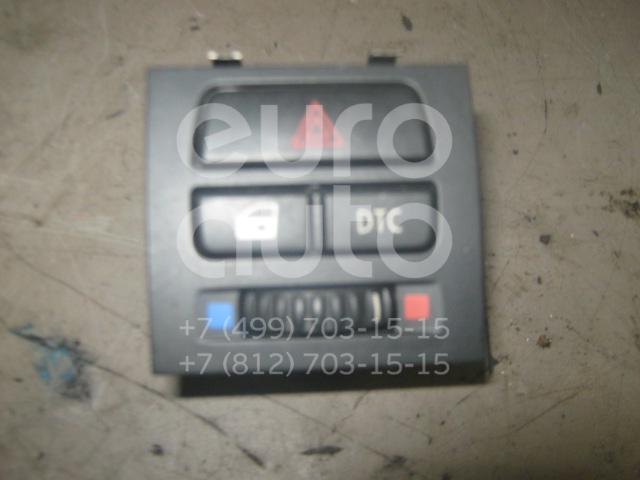 euro
auto
DTC
+7 (499) 703-15-15
+7 (812) 703-15-15